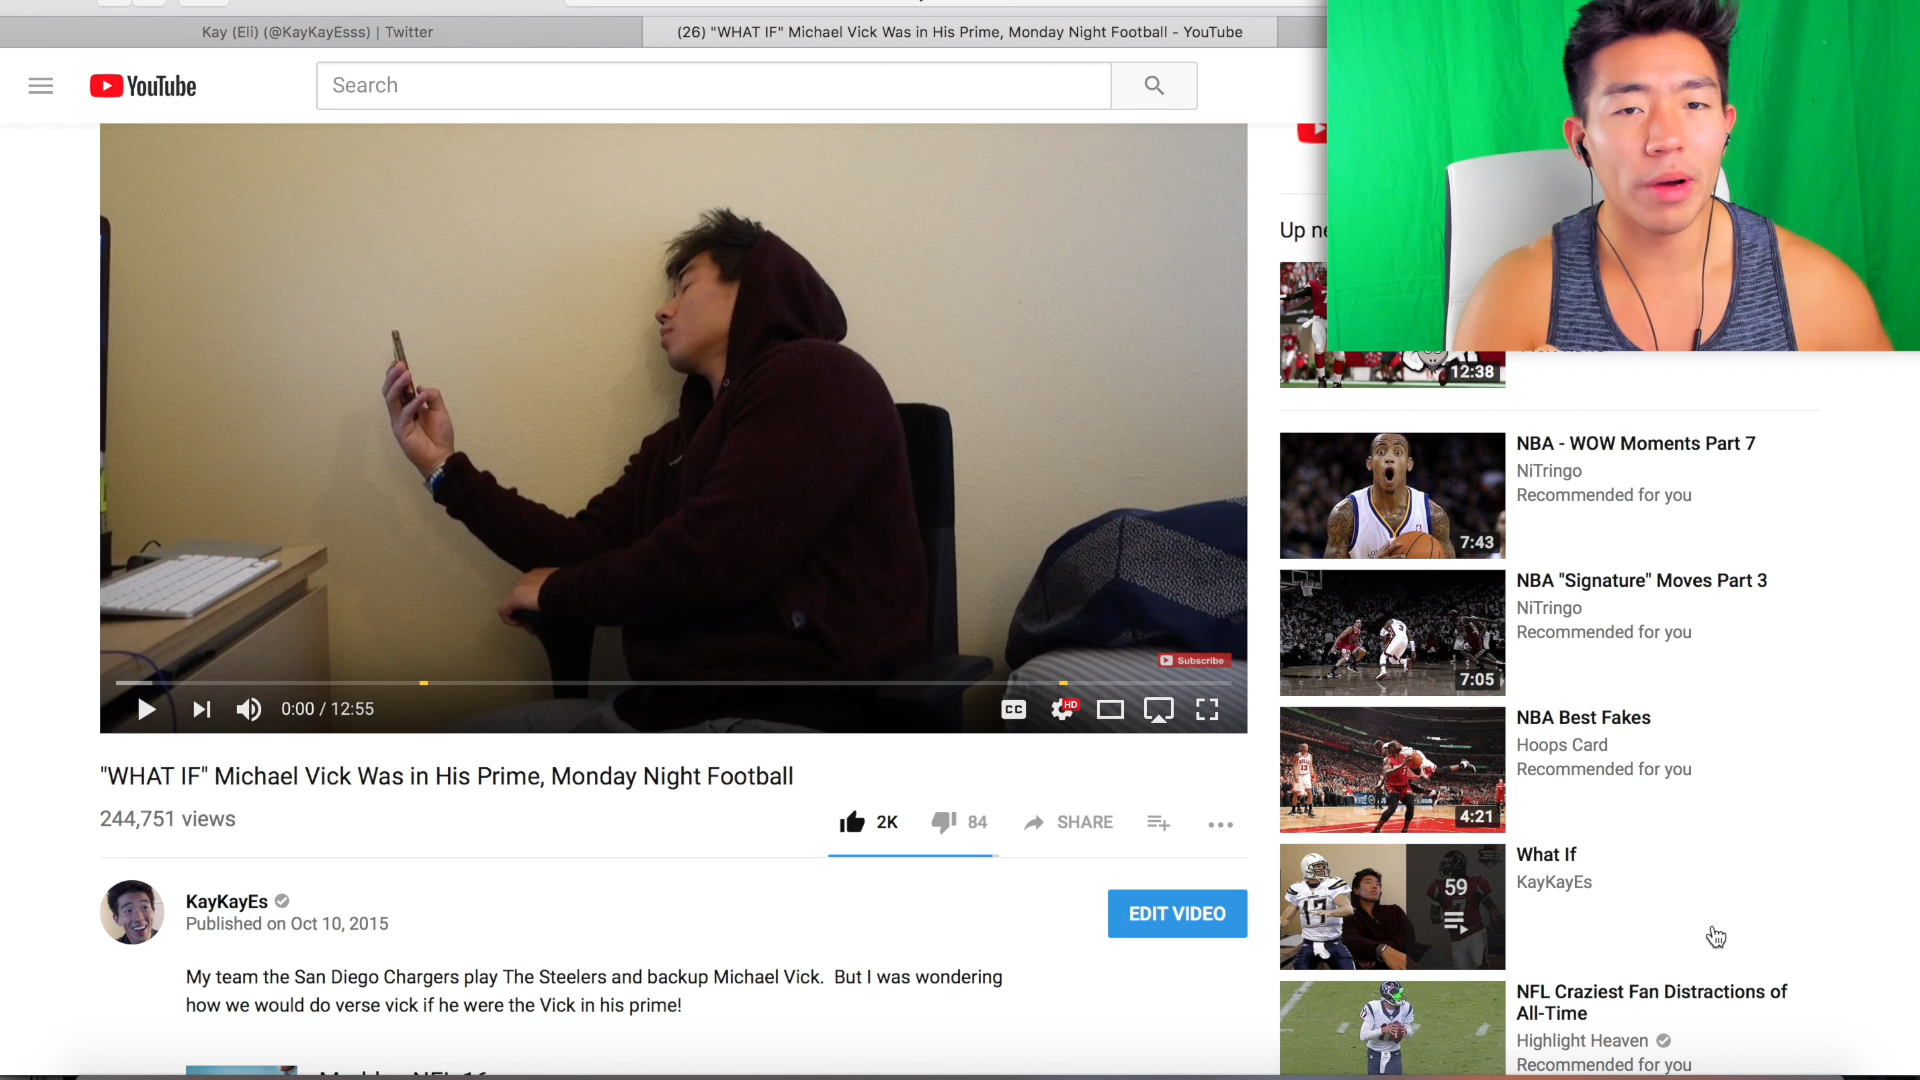 Kay (Eli) (@KayKayEsss) | Twitter
(26) "WHAT IF" Michael Vick Was in His Prime, Monday Night Football - YouTube
YouTube
Search
Up
12:38
NBA - WOW Moments Part 7
NiTringo
Recommended for you
7:43
NBA "Signature" Moves Part 3
NiTringo
Recommended for you
7:05
NBA Best Fakes
Hoops Card
Recommended for you
4:21
What If
KayKayEs
59
17
NFL Craziest Fan Distractions of
All-Time
Highlight Heaven
Recommended for you
Subscribe
0:00 / 12:55
CC
HD
"WHAT IF" Michael Vick Was in His Prime, Monday Night Football
244,751 views
2K
84
SHARE
KayKayEs
Published on Oct 10, 2015
EDIT VIDEO
My team the San Diego Chargers play The Steelers and backup Michael Vick. But I was wondering
how we would do verse vick if he were the Vick in his prime!